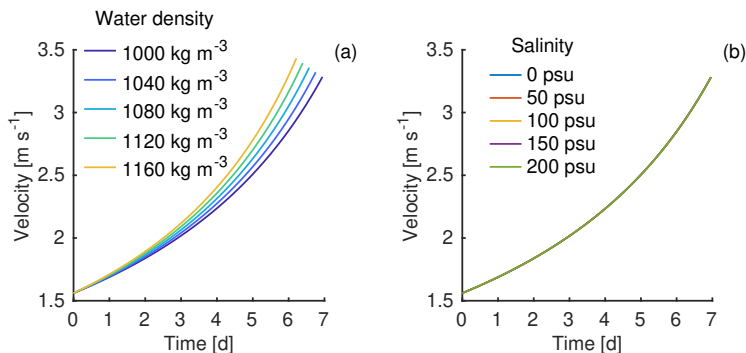 Water density
1000 kg m⁻³
1040 kg m⁻³
1080 kg m⁻³
1120 kg m⁻³
1160 kg m⁻³
(a)
3.5
3
2.5
2
1.5
Velocity [m s⁻¹]
0 1 2 3 4 5 6 7
Time [d]
Salinity
0 psu
50 psu
100 psu
150 psu
200 psu
(b)
3.5
3
2.5
2
1.5
Velocity [m s⁻¹]
0 1 2 3 4 5 6 7
Time [d]